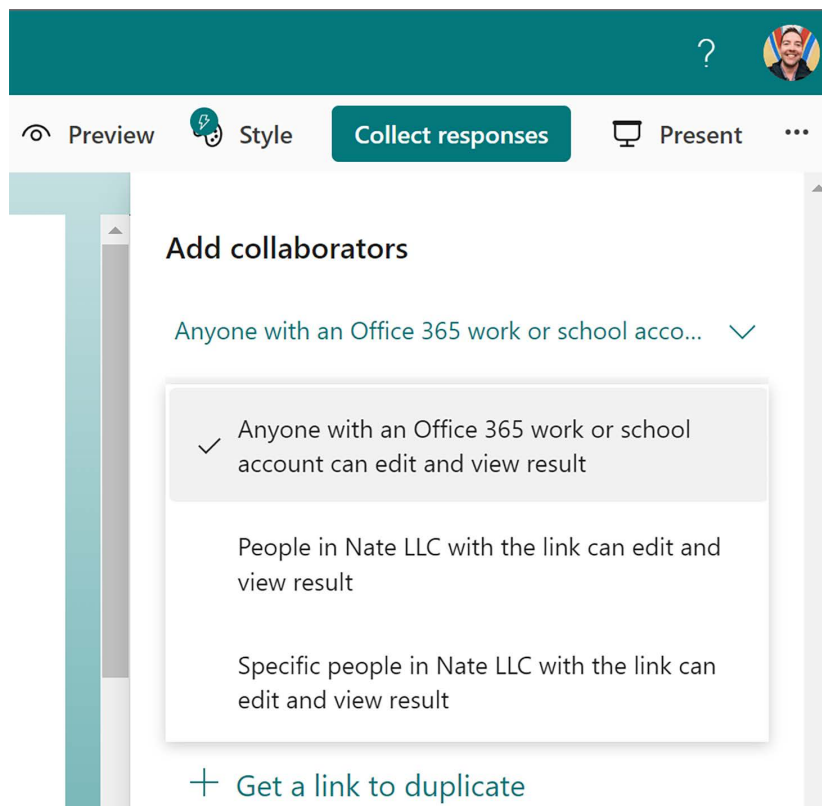 ?
Preview Style Collect responses Present ...
Add collaborators
Anyone with an Office 365 work or school acco...
Anyone with an Office 365 work or school
account can edit and view result
People in Nate LLC with the link can edit and
view result
Specific people in Nate LLC with the link can
edit and view result
+ Get a link to duplicate